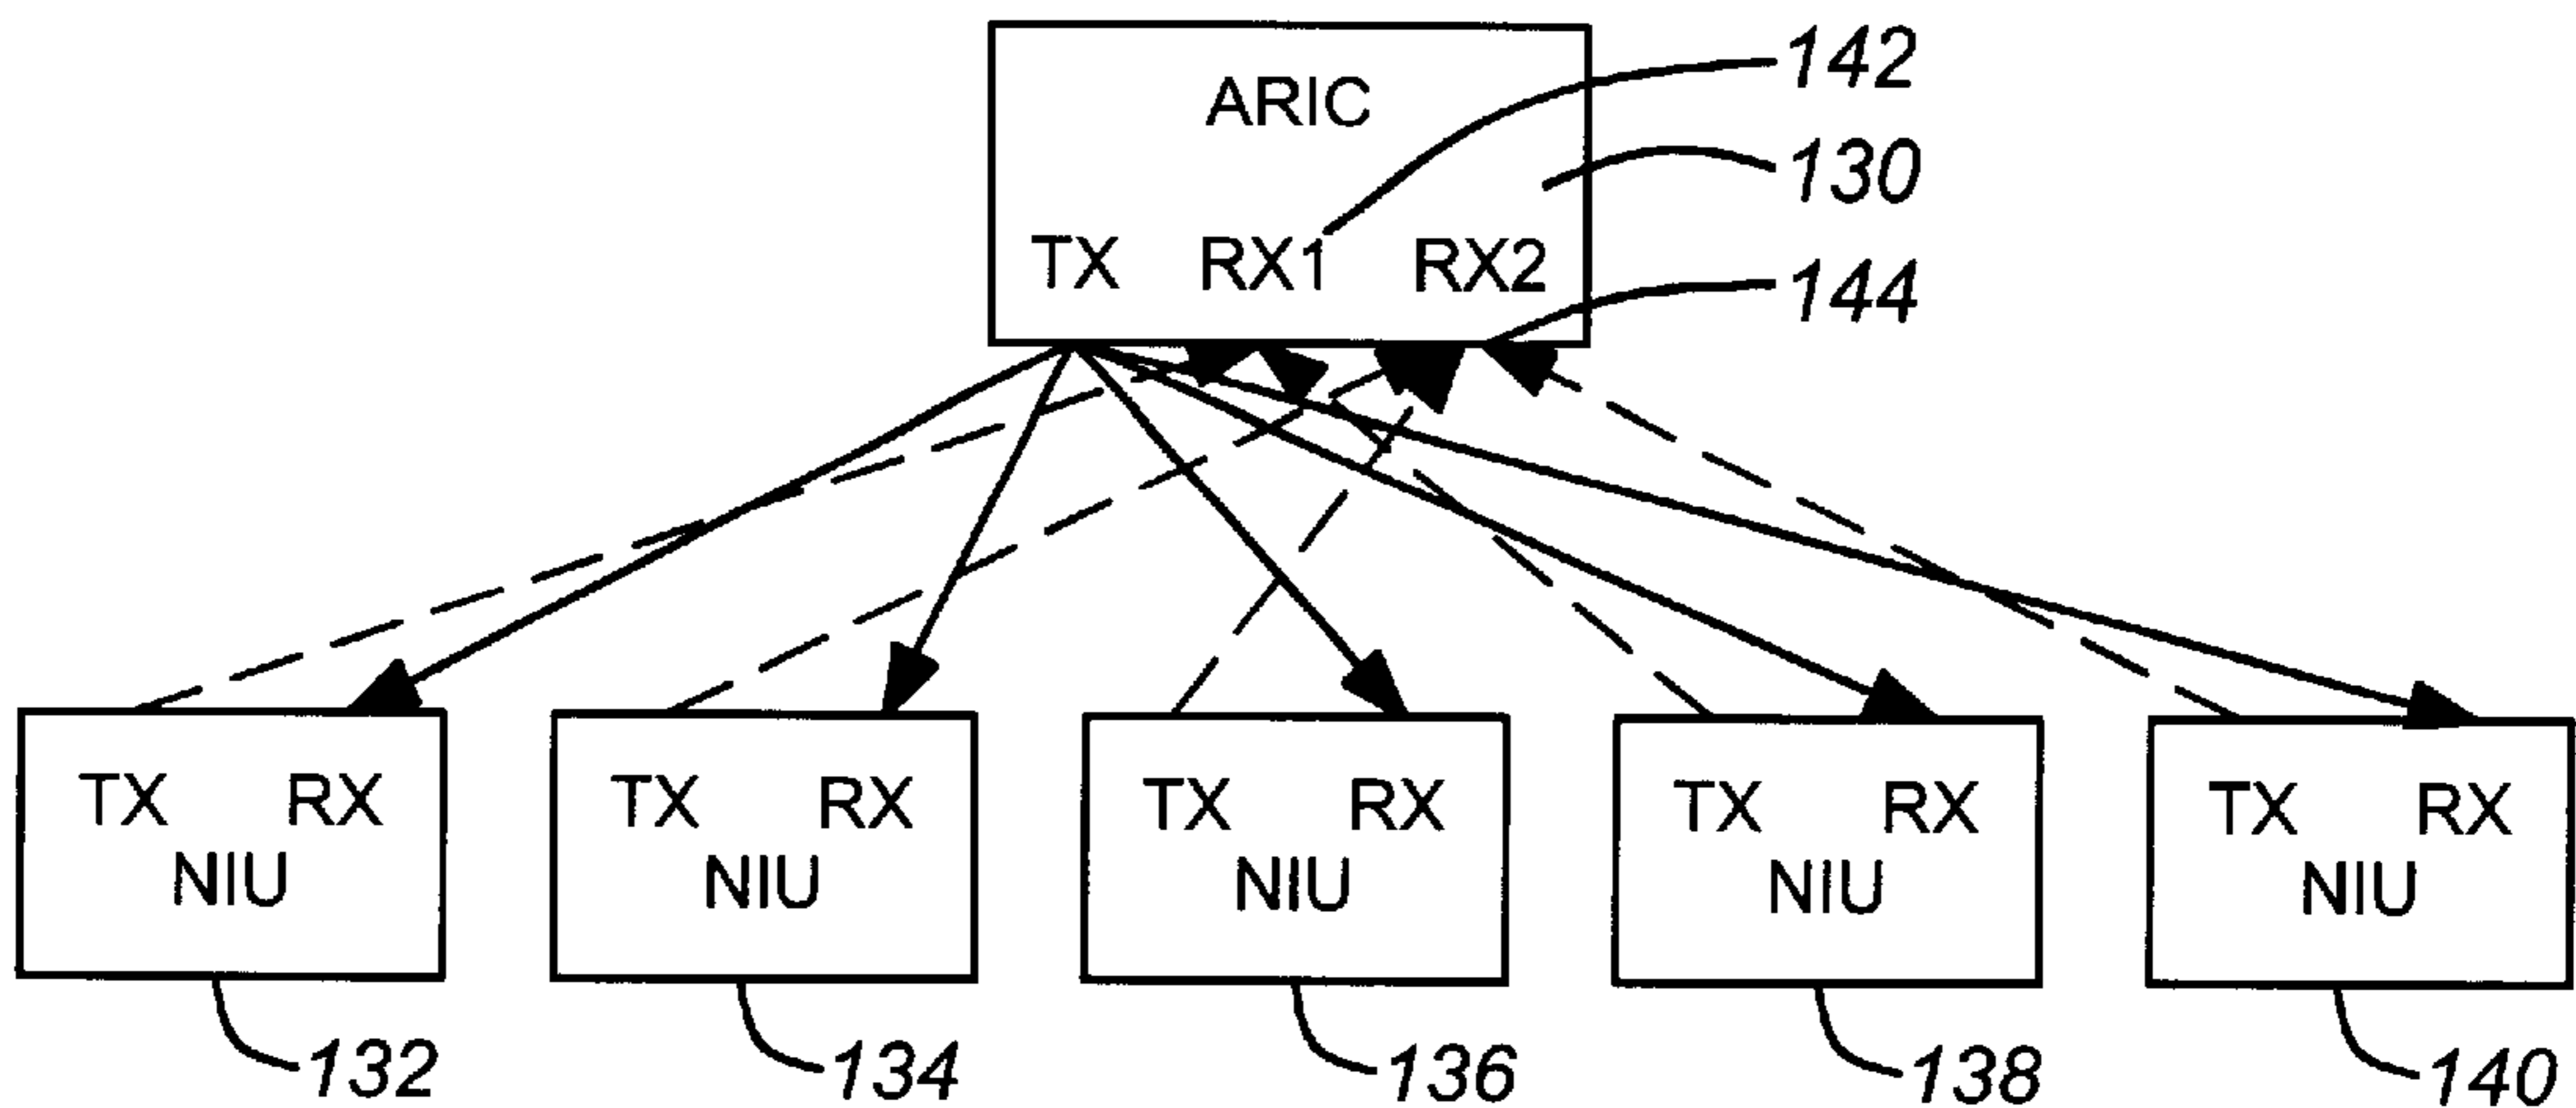 ARIC
142
130
TX RX1 RX2
144
TX RX TX RX TX RX TX RX TX RX
NIU NIU NIU NIU NIU
132 134 136 138 140